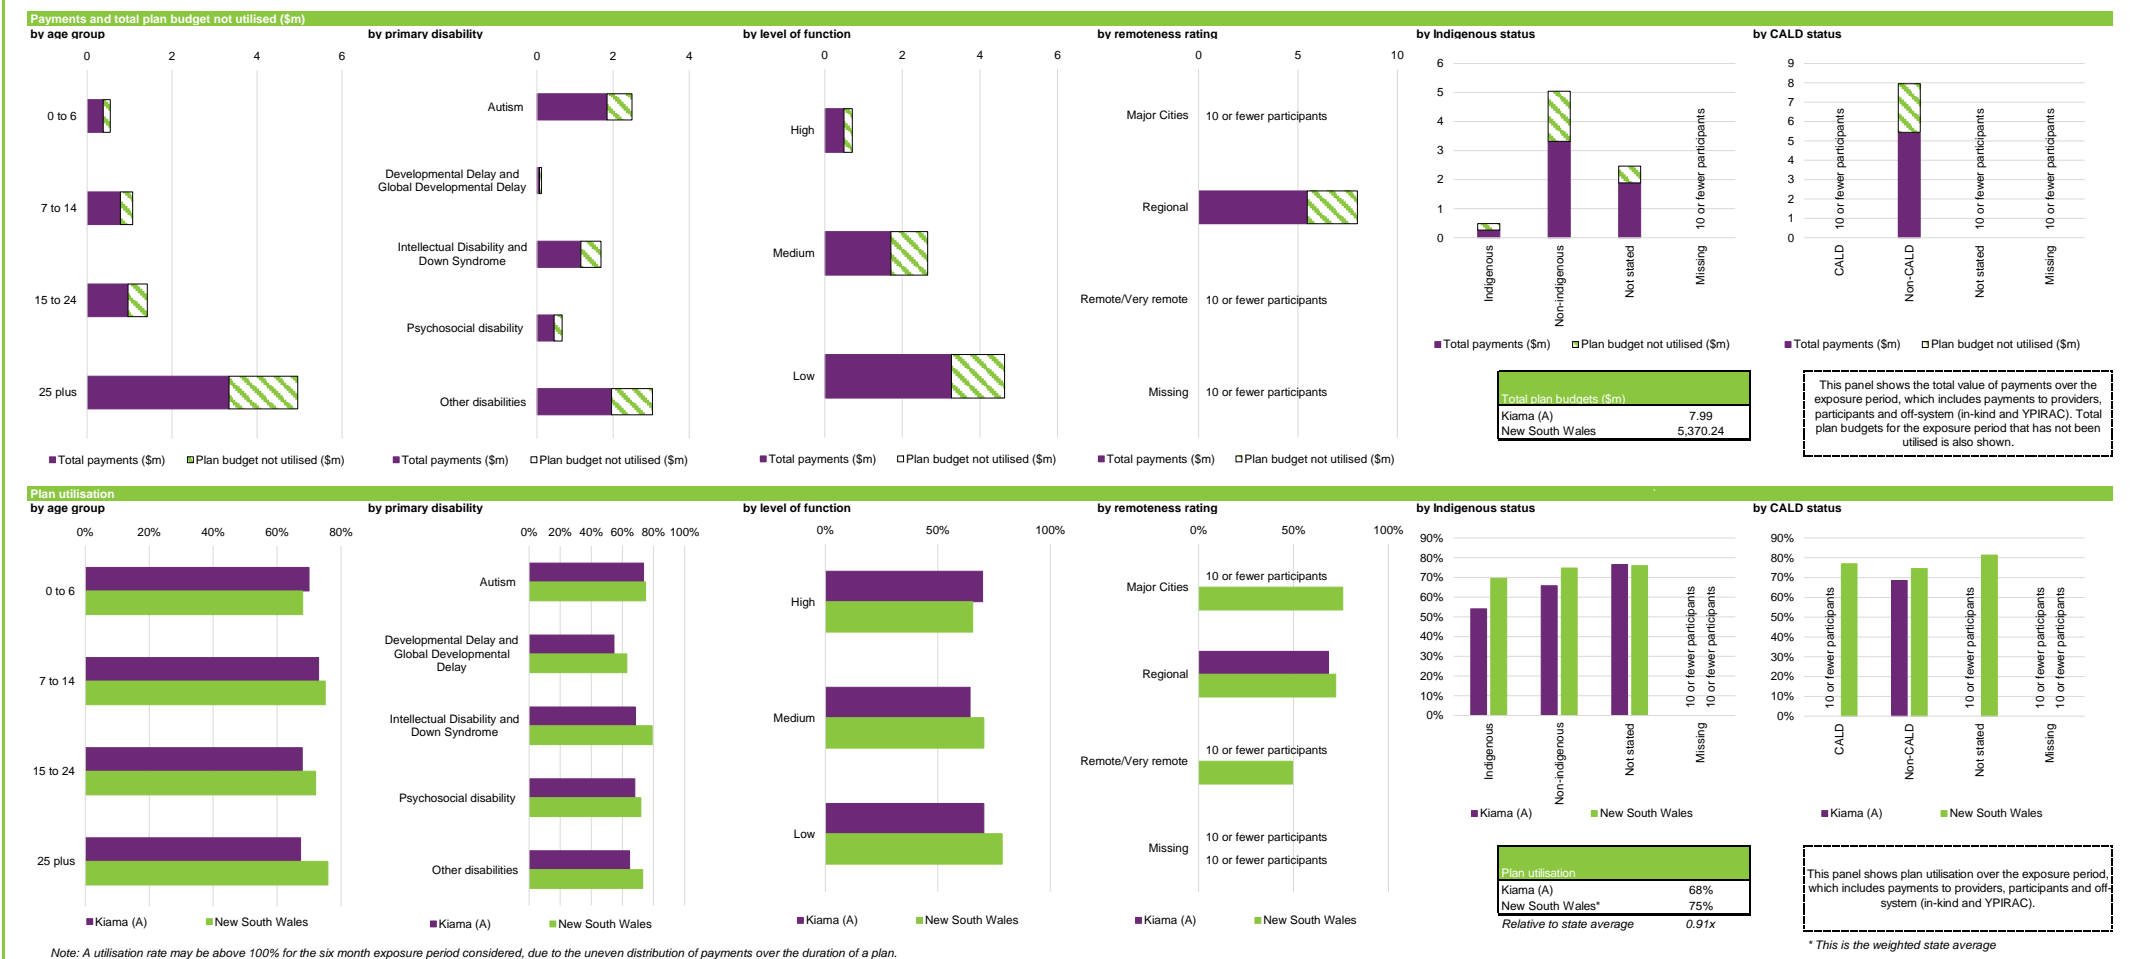 Payments and total plan budget not utilised ($m)
by age group
0 2 4 6
0 to 6
7 to 14
15 to 24
25 plus
Total payments ($m) Plan budget not utilised ($m)
by primary disability
0 2 4
Autism
Developmental Delay and
Global Developmental Delay
Intellectual Disability and
Down Syndrome
Psychosocial disability
Other disabilities
Total payments ($m) Plan budget not utilised ($m)
by level of function
0 2 4 6
High
Medium
Low
Total payments ($m) Plan budget not utilised ($m)
by remoteness rating
0 5 10
Major Cities 10 or fewer participants
Regional
Remote/Very remote 10 or fewer participants
Missing 10 or fewer participants
Total payments ($m) Plan budget not utilised ($m)
by Indigenous status
6
5
4
3
2
1
0
10 or fewer participants
Indigenous
Non-indigenous
Not stated
Missing
Total payments ($m) Plan budget not utilised ($m)
by CALD status
9
8
7
6
5
4
3
2
1
0
10 or fewer participants
10 or fewer participants
10 or fewer participants
CALD
Non-CALD
Not stated
Missing
Total payments ($m) Plan budget not utilised ($m)
Total plan budgets ($m)
Kiama (A) 7.99
New South Wales 5,370.24
This panel shows the total value of payments over the
exposure period, which includes payments to providers,
participants and off-system (in-kind and YPIRAC). Total
plan budgets for the exposure period that has not been
utilised is also shown.
Plan utilisation
by age group
0% 20% 40% 60% 80%
0 to 6
7 to 14
15 to 24
25 plus
Kiama (A) New South Wales
by primary disability
0% 20% 40% 60% 80% 100%
Autism
Developmental Delay and
Global Developmental
Delay
Intellectual Disability and
Down Syndrome
Psychosocial disability
Other disabilities
Kiama (A) New South Wales
by level of function
0% 50% 100%
High
Medium
Low
Kiama (A) New South Wales
by remoteness rating
0% 50% 100%
10 or fewer participants
Major Cities
Regional
10 or fewer participants
Remote/Very remote
10 or fewer participants
Missing
10 or fewer participants
Kiama (A) New South Wales
by Indigenous status
90%
80%
70%
60%
50%
40%
30%
20%
10%
0%
10 or fewer participants
10 or fewer participants
Indigenous
Non-indigenous
Not stated
Missing
Kiama (A) New South Wales
by CALD status
90%
80%
70%
60%
50%
40%
30%
20%
10%
0%
10 or fewer participants
10 or fewer participants
10 or fewer participants
10 or fewer participants
CALD
Non-CALD
Not stated
Missing
Kiama (A) New South Wales
Plan utilisation
Kiama (A) 68%
New South Wales* 75%
Relative to state average 0.91x
This panel shows plan utilisation over the exposure period,
which includes payments to providers, participants and off-
system (in-kind and YPIRAC).
* This is the weighted state average
Note: A utilisation rate may be above 100% for the six month exposure period considered, due to the uneven distribution of payments over the duration of a plan.